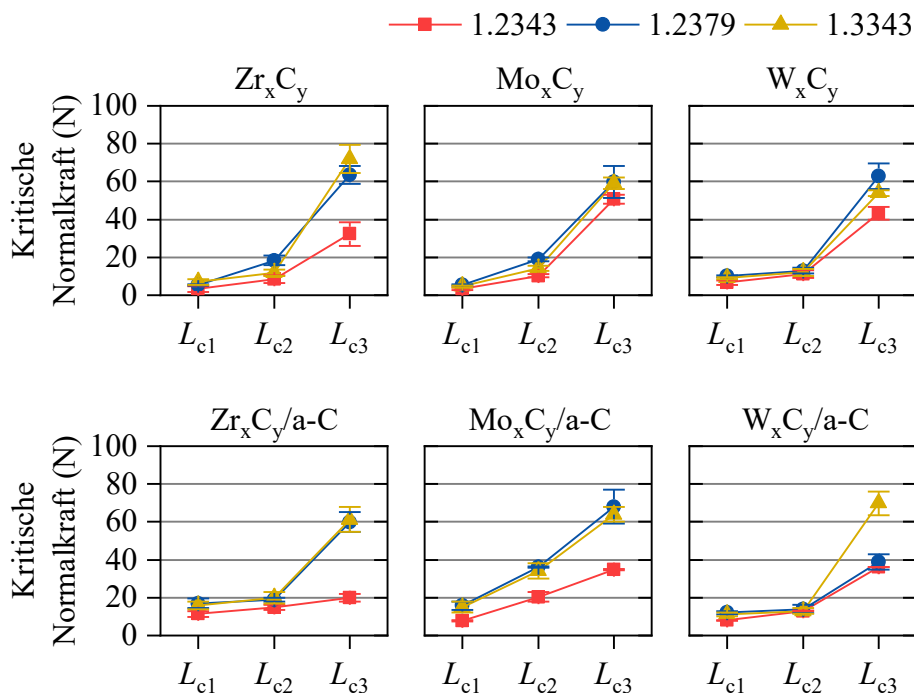 1.2343 1.2379 1.3343
ZrxCy MoxCy WxCy
Kritische
Normalkraft (N)
100
80
60
40
20
0
Lc1 Lc2 Lc3 Lc1 Lc2 Lc3 Lc1 Lc2 Lc3
ZrxCy/a-C MoxCy/a-C WxCy/a-C
Kritische
Normalkraft (N)
100
80
60
40
20
0
Lc1 Lc2 Lc3 Lc1 Lc2 Lc3 Lc1 Lc2 Lc3